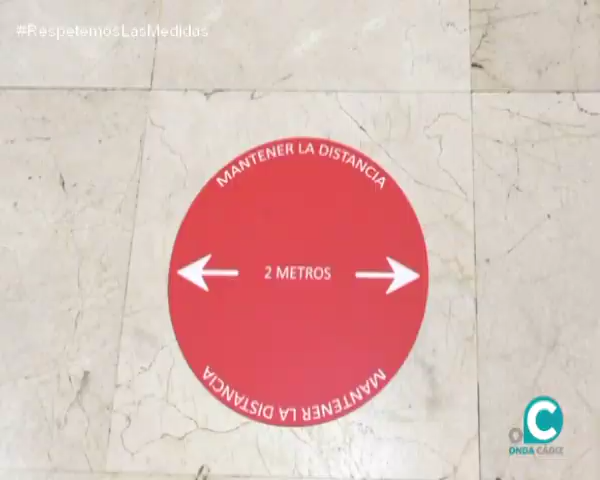 #RespetemosLasMedidas
MANTENER LA DISTANCIA
2 METROS
MANTENER LA DISTANCIA
ONDA CÁDIZ